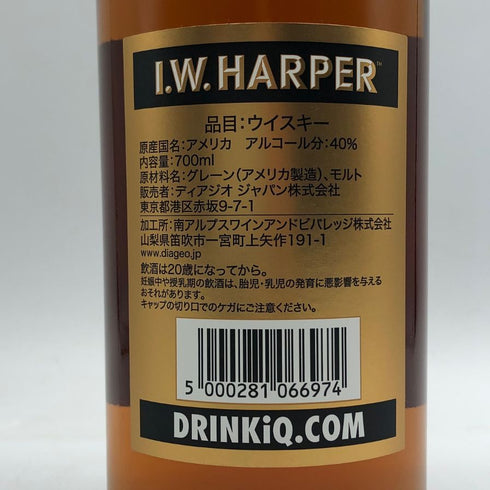 I.W. HARPER™
品目：ウイスキー
原産国名：アメリカ アルコール分：40%
内容量：700ml
原材料名：グレーン（アメリカ製造）、モルト
販売者：ディアジオ ジャパン株式会社
東京都港区赤坂9-7-1
加工所：南アルプスワインアンドビバレッジ株式会社
山梨県笛吹市一宮町上矢作191-1
www.diageo.jp
飲酒は20歳になってから。
妊娠中や授乳期の飲酒は、胎児・乳児の発育に悪影響を与える
おそれがあります。
キャップの切り口でのケガにご注意ください。
5 000281 066974
DRINKiQ.COM